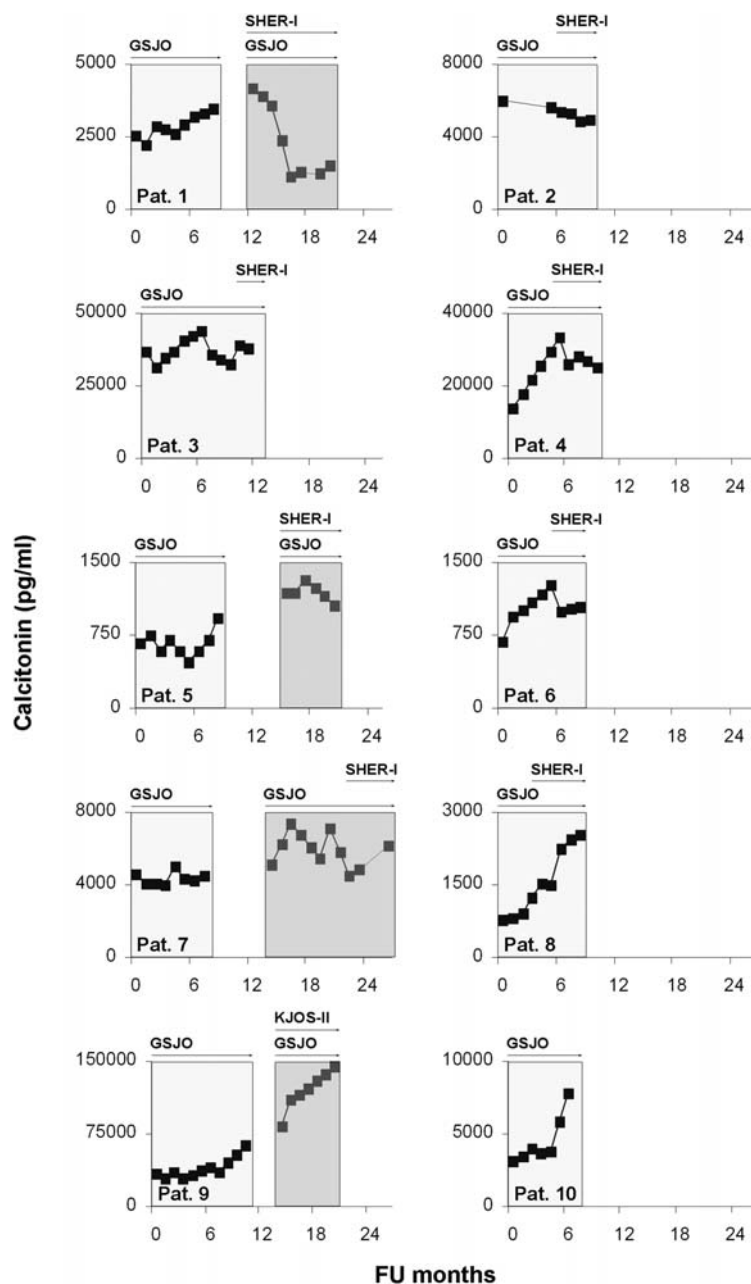 SHER-I
GSJO
GSJO
5000
2500
0
Pat. 1
0 6 12 18 24
SHER-I
GSJO
8000
4000
0
Pat. 2
0 6 12 18 24
SHER-I
GSJO
50000
25000
0
Pat. 3
0 6 12 18 24
SHER-I
GSJO
40000
20000
0
Pat. 4
0 6 12 18 24
Calcitonin (pg/ml)
SHER-I
GSJO
GSJO
1500
750
0
Pat. 5
0 6 12 18 24
SHER-I
GSJO
1500
750
0
Pat. 6
0 6 12 18 24
SHER-I
GSJO
GSJO
8000
4000
0
Pat. 7
0 6 12 18 24
SHER-I
GSJO
3000
1500
0
Pat. 8
0 6 12 18 24
KJOS-II
GSJO
GSJO
150000
75000
0
Pat. 9
0 6 12 18 24
GSJO
10000
5000
0
Pat. 10
0 6 12 18 24
FU months